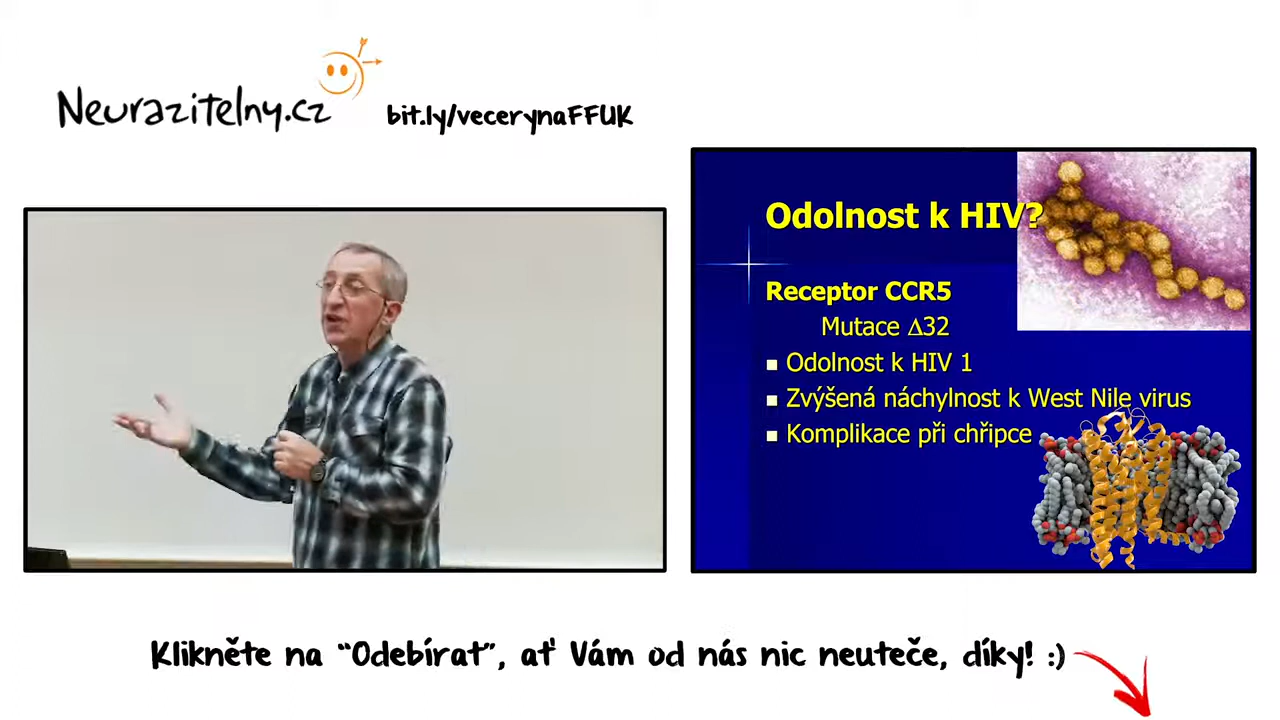 Neurazitelny.cz
bit.ly/vecerynaFFUK
Odolnost k HIV?
Receptor CCR5
Mutace Δ32
Odolnost k HIV 1
Zvýšená náchylnost k West Nile virus
Komplikace při chřipce
Klikněte na “Odebírat”, ať Vám od nás nic neuteče, díky! :)